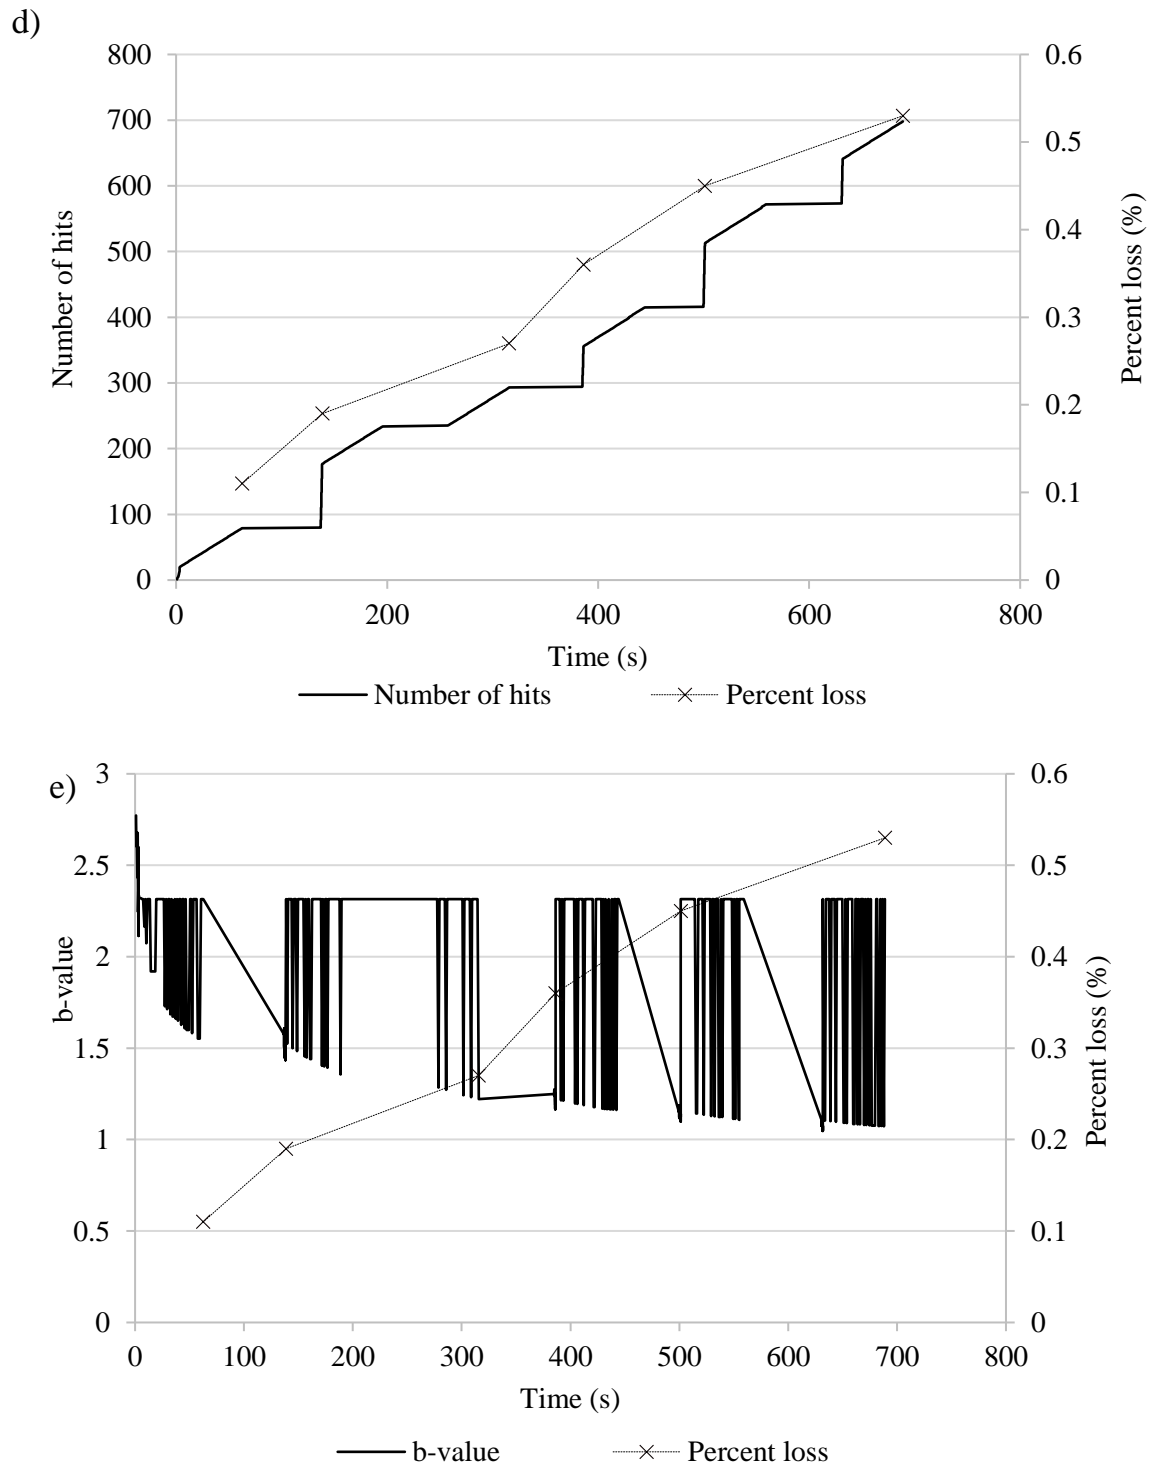 d)
800
700
600
500
400
300
200
100
0
Number of hits
0.6
0.5
0.4
0.3
0.2
0.1
0
Percent loss (%)
0 200 400 600 800
Time (s)
Number of hits Percent loss
e)
3
2.5
2
1.5
1
0.5
0
b-value
0.6
0.5
0.4
0.3
0.2
0.1
0
Percent loss (%)
0 100 200 300 400 500 600 700 800
Time (s)
b-value Percent loss